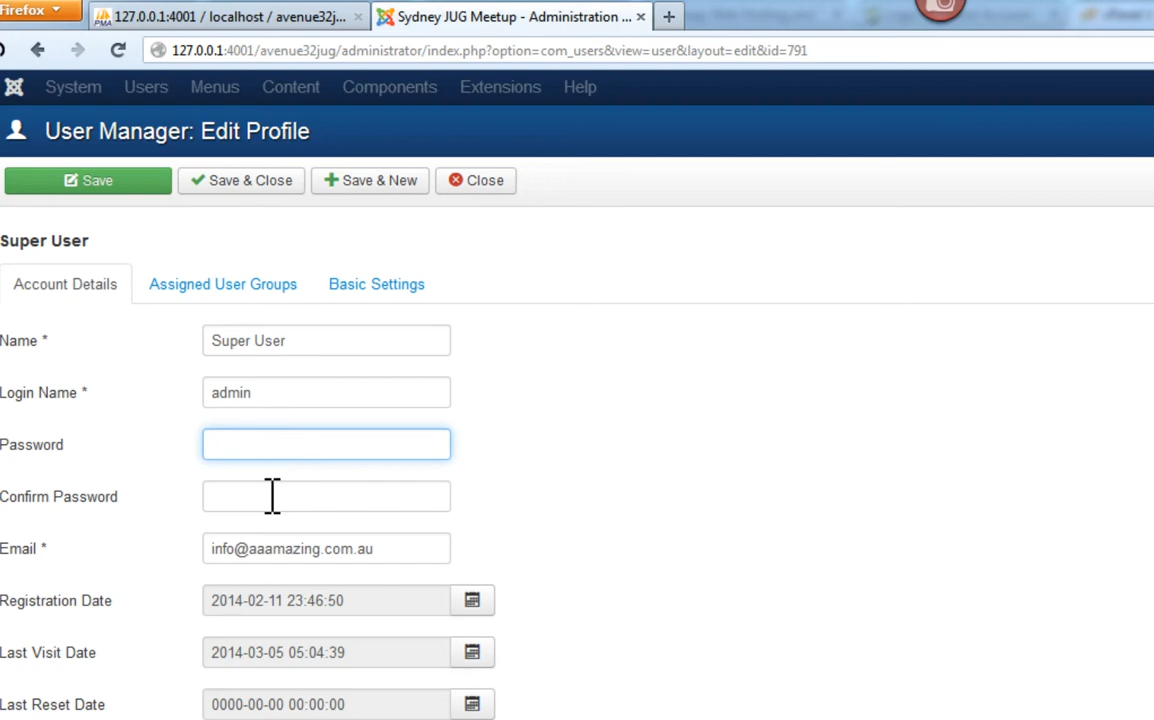 Firefox
PMA
127.0.0.1:4001 / localhost / avenue32j...
Sydney JUG Meetup - Administration ...
127.0.0.1:4001/avenue32jug/administrator/index.php?option=com_users&view=user&layout=edit&id=791
System Users Menus Content Components Extensions Help
User Manager: Edit Profile
Save Save & Close Save & New Close
Super User
Account Details Assigned User Groups Basic Settings
Name * Super User
Login Name * admin
Password
Confirm Password
Email * info@aaamazing.com.au
Registration Date 2014-02-11 23:46:50
Last Visit Date 2014-03-05 05:04:39
Last Reset Date 0000-00-00 00:00:00